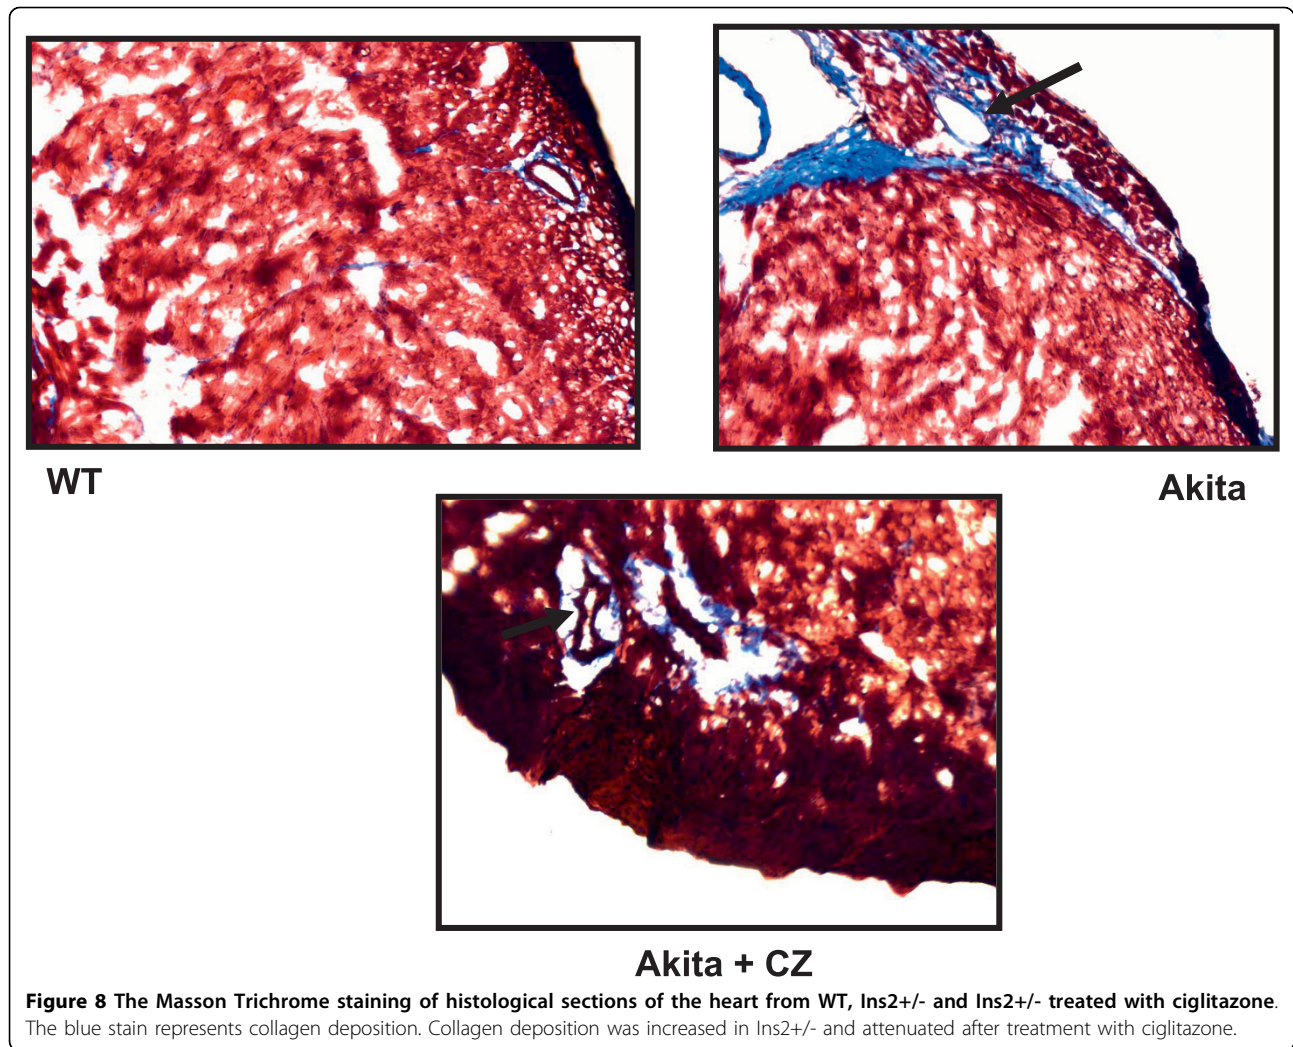 WT
Akita
Akita + CZ
Figure 8 The Masson Trichrome staining of histological sections of the heart from WT, Ins2+/- and Ins2+/- treated with ciglitazone.
The blue stain represents collagen deposition. Collagen deposition was increased in Ins2+/- and attenuated after treatment with ciglitazone.